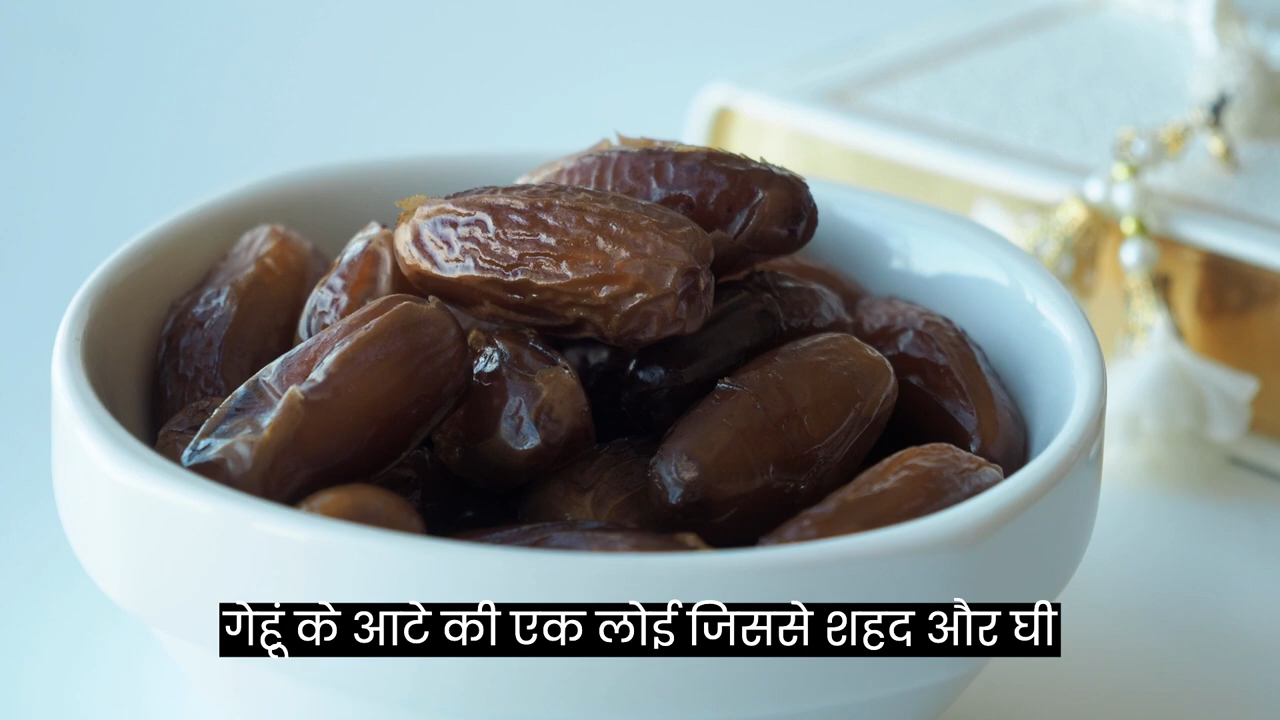 गेहूं के आटे की एक लोई जिससे शहद और घी